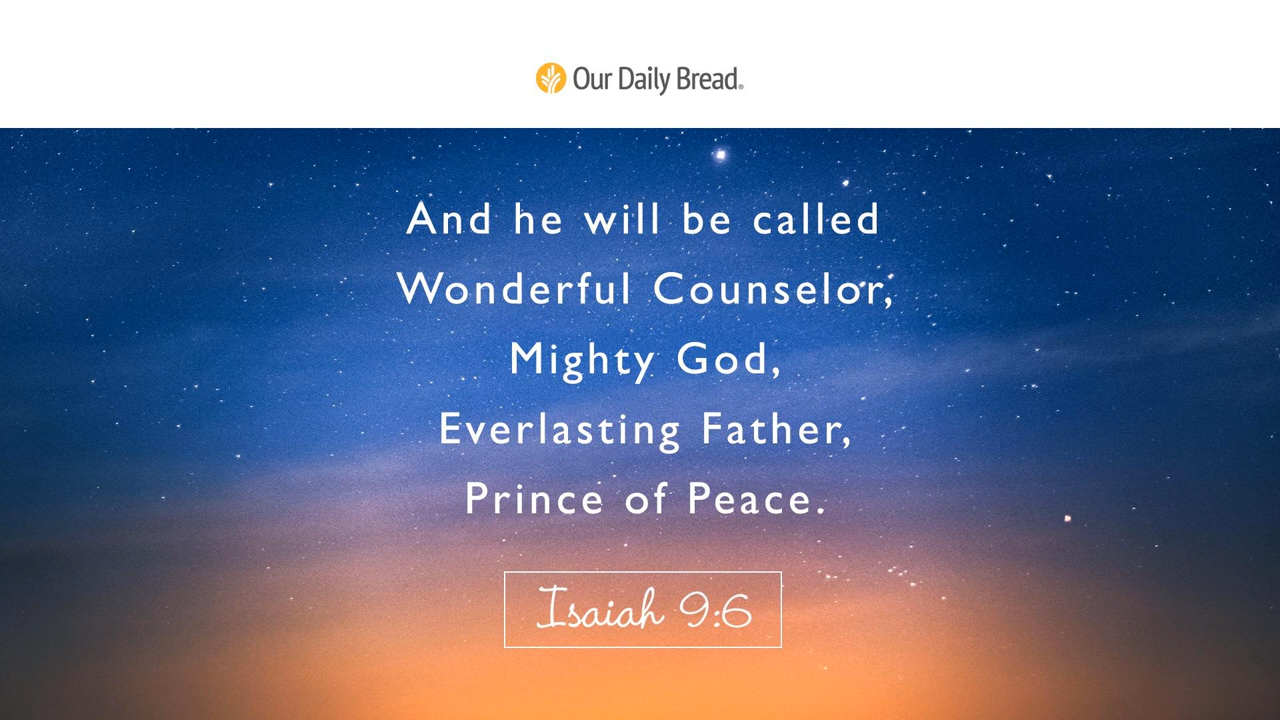 Our Daily Bread®
And he will be called
Wonderful Counselor,
Mighty God,
Everlasting Father,
Prince of Peace.
Isaiah 9:6